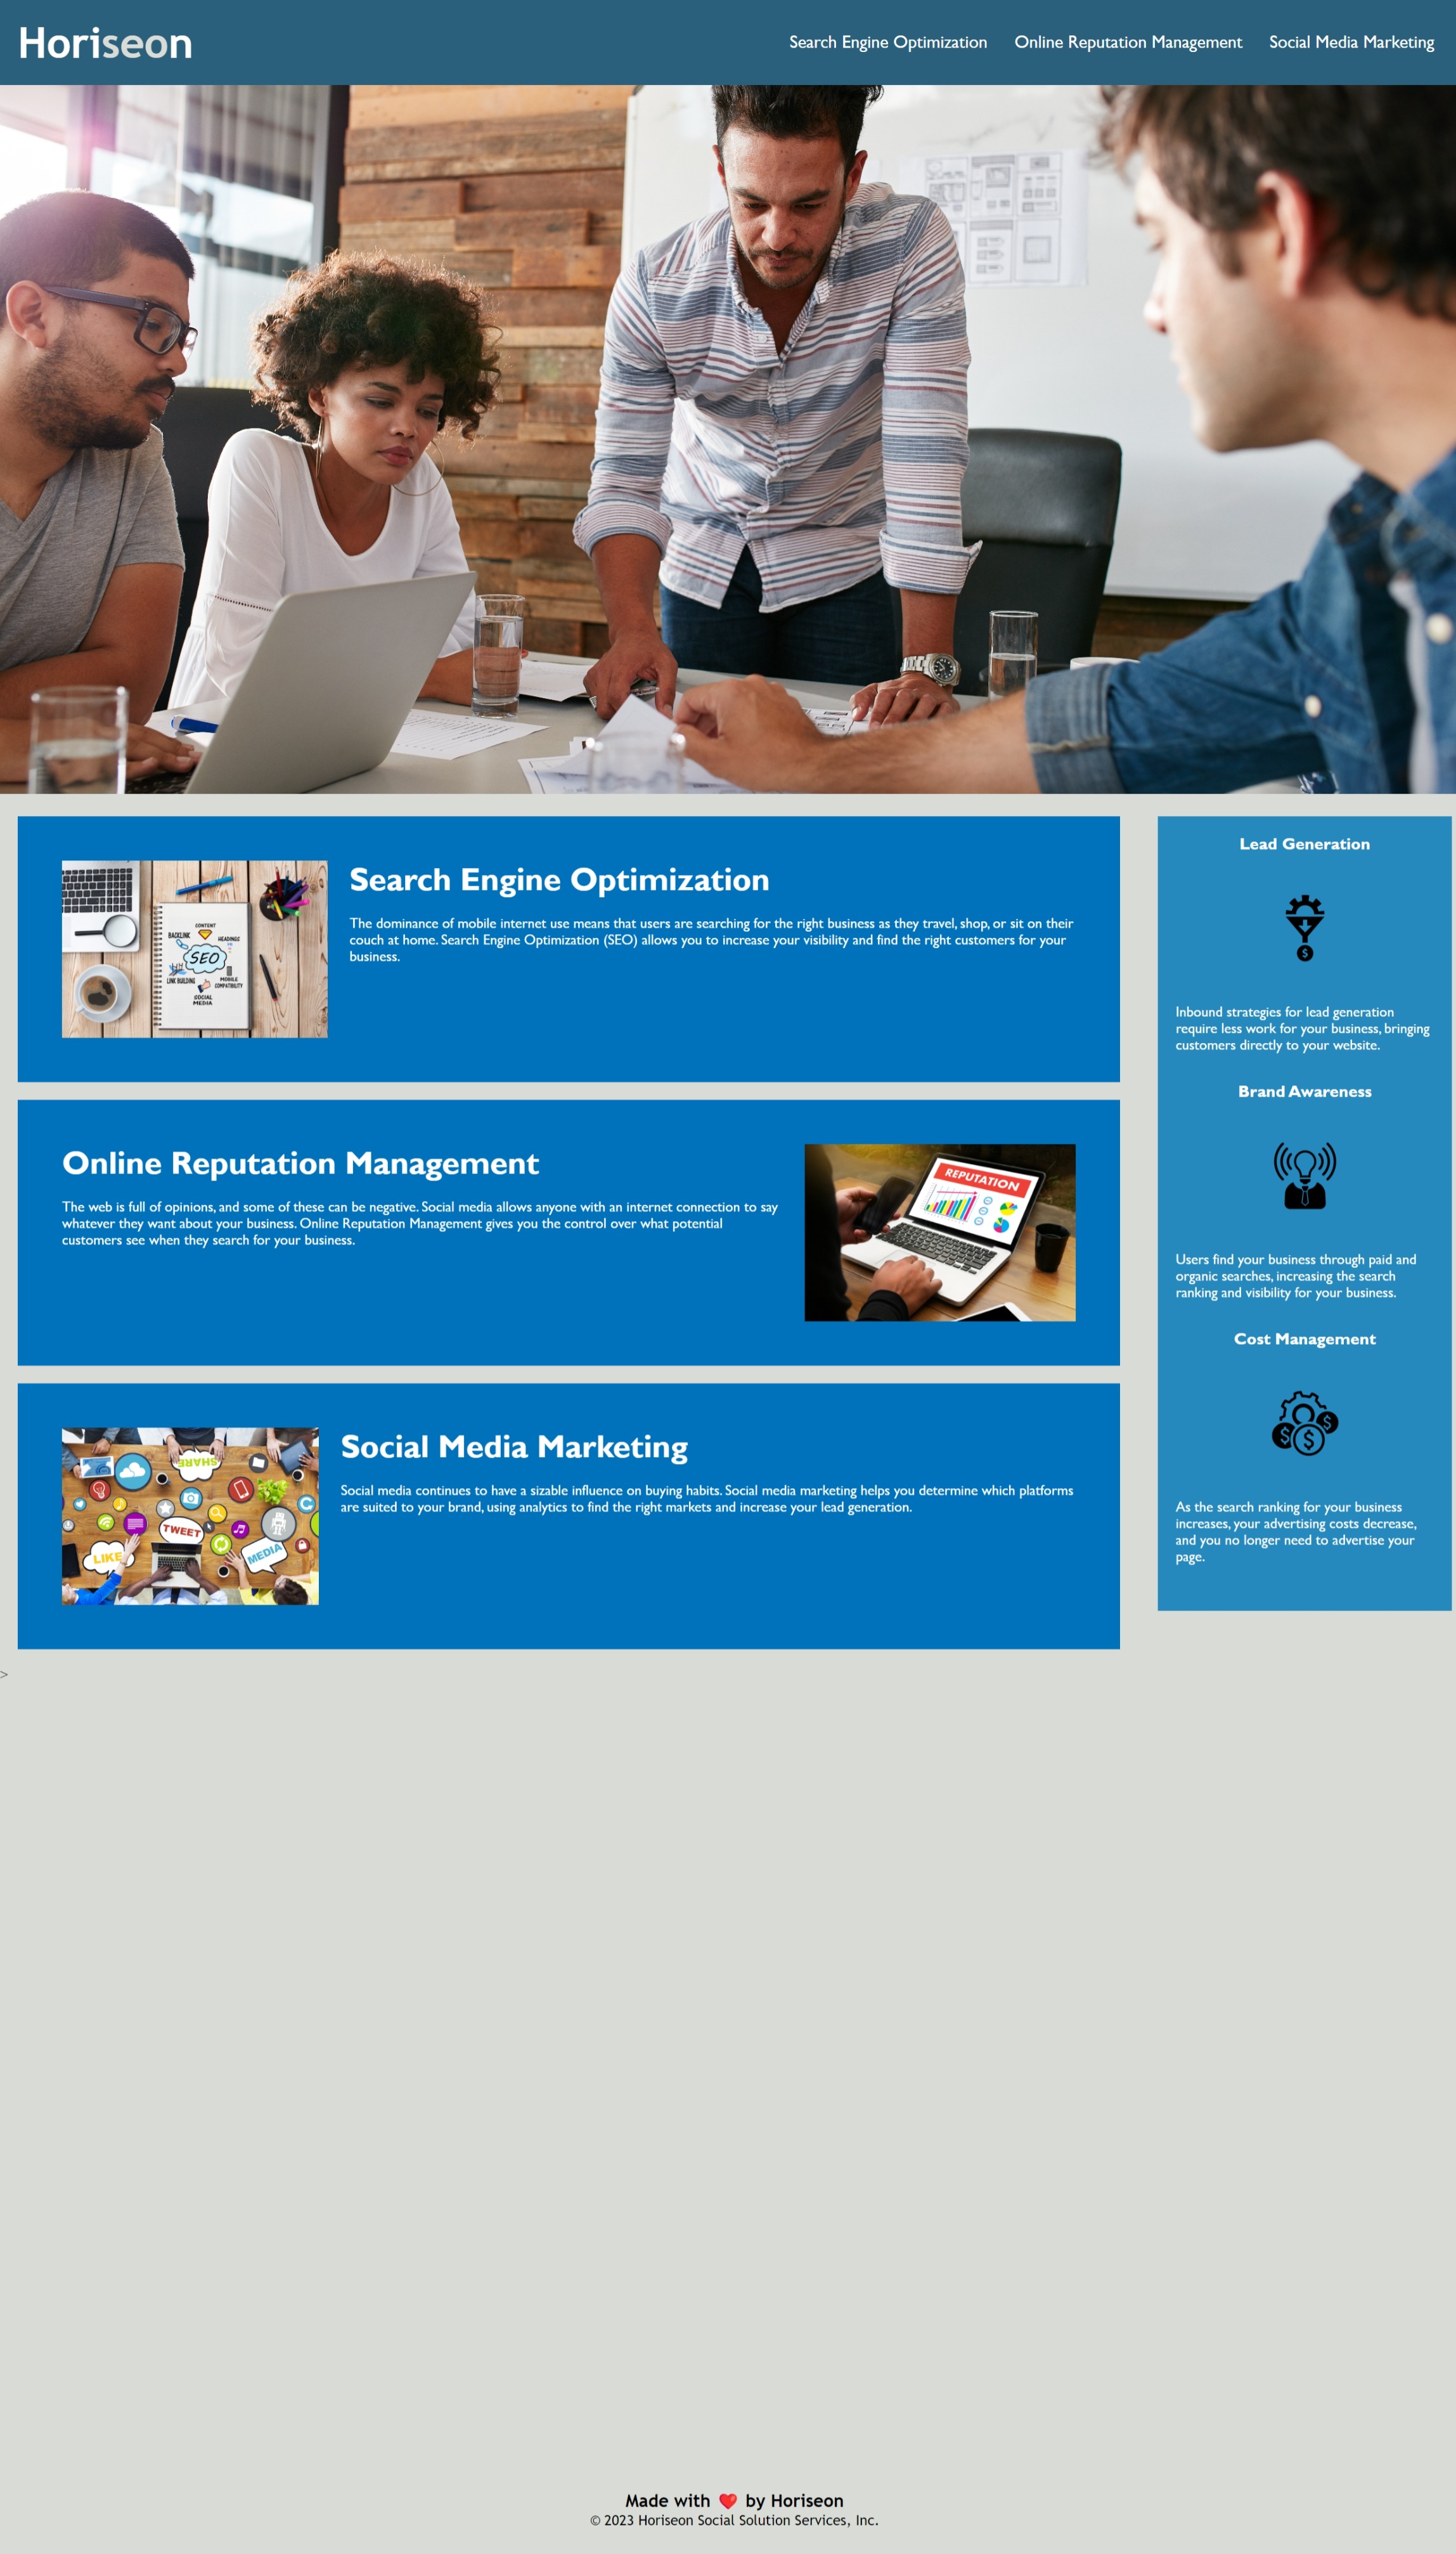 Horiseon
Search Engine Optimization
Online Reputation Management
Social Media Marketing
CONTENT
BACKLINK
HEADINGS
SEO
LINK BUILDING
MOBILE
COMPATIBILITY
SOCIAL
MEDIA
Search Engine Optimization
The dominance of mobile internet use means that users are searching for the right business as they travel, shop, or sit on their
couch at home. Search Engine Optimization (SEO) allows you to increase your visibility and find the right customers for your
business.
Online Reputation Management
The web is full of opinions, and some of these can be negative. Social media allows anyone with an internet connection to say
whatever they want about your business. Online Reputation Management gives you the control over what potential
customers see when they search for your business.
REPUTATION
SHARE
TWEET
LIKE
MEDIA
Social Media Marketing
Social media continues to have a sizable influence on buying habits. Social media marketing helps you determine which platforms
are suited to your brand, using analytics to find the right markets and increase your lead generation.
>
Lead Generation
$
Inbound strategies for lead generation
require less work for your business, bringing
customers directly to your website.
Brand Awareness
Users find your business through paid and
organic searches, increasing the search
ranking and visibility for your business.
Cost Management
$
$
$
As the search ranking for your business
increases, your advertising costs decrease,
and you no longer need to advertise your
page.
Made with ❤️ by Horiseon
© 2023 Horiseon Social Solution Services, Inc.